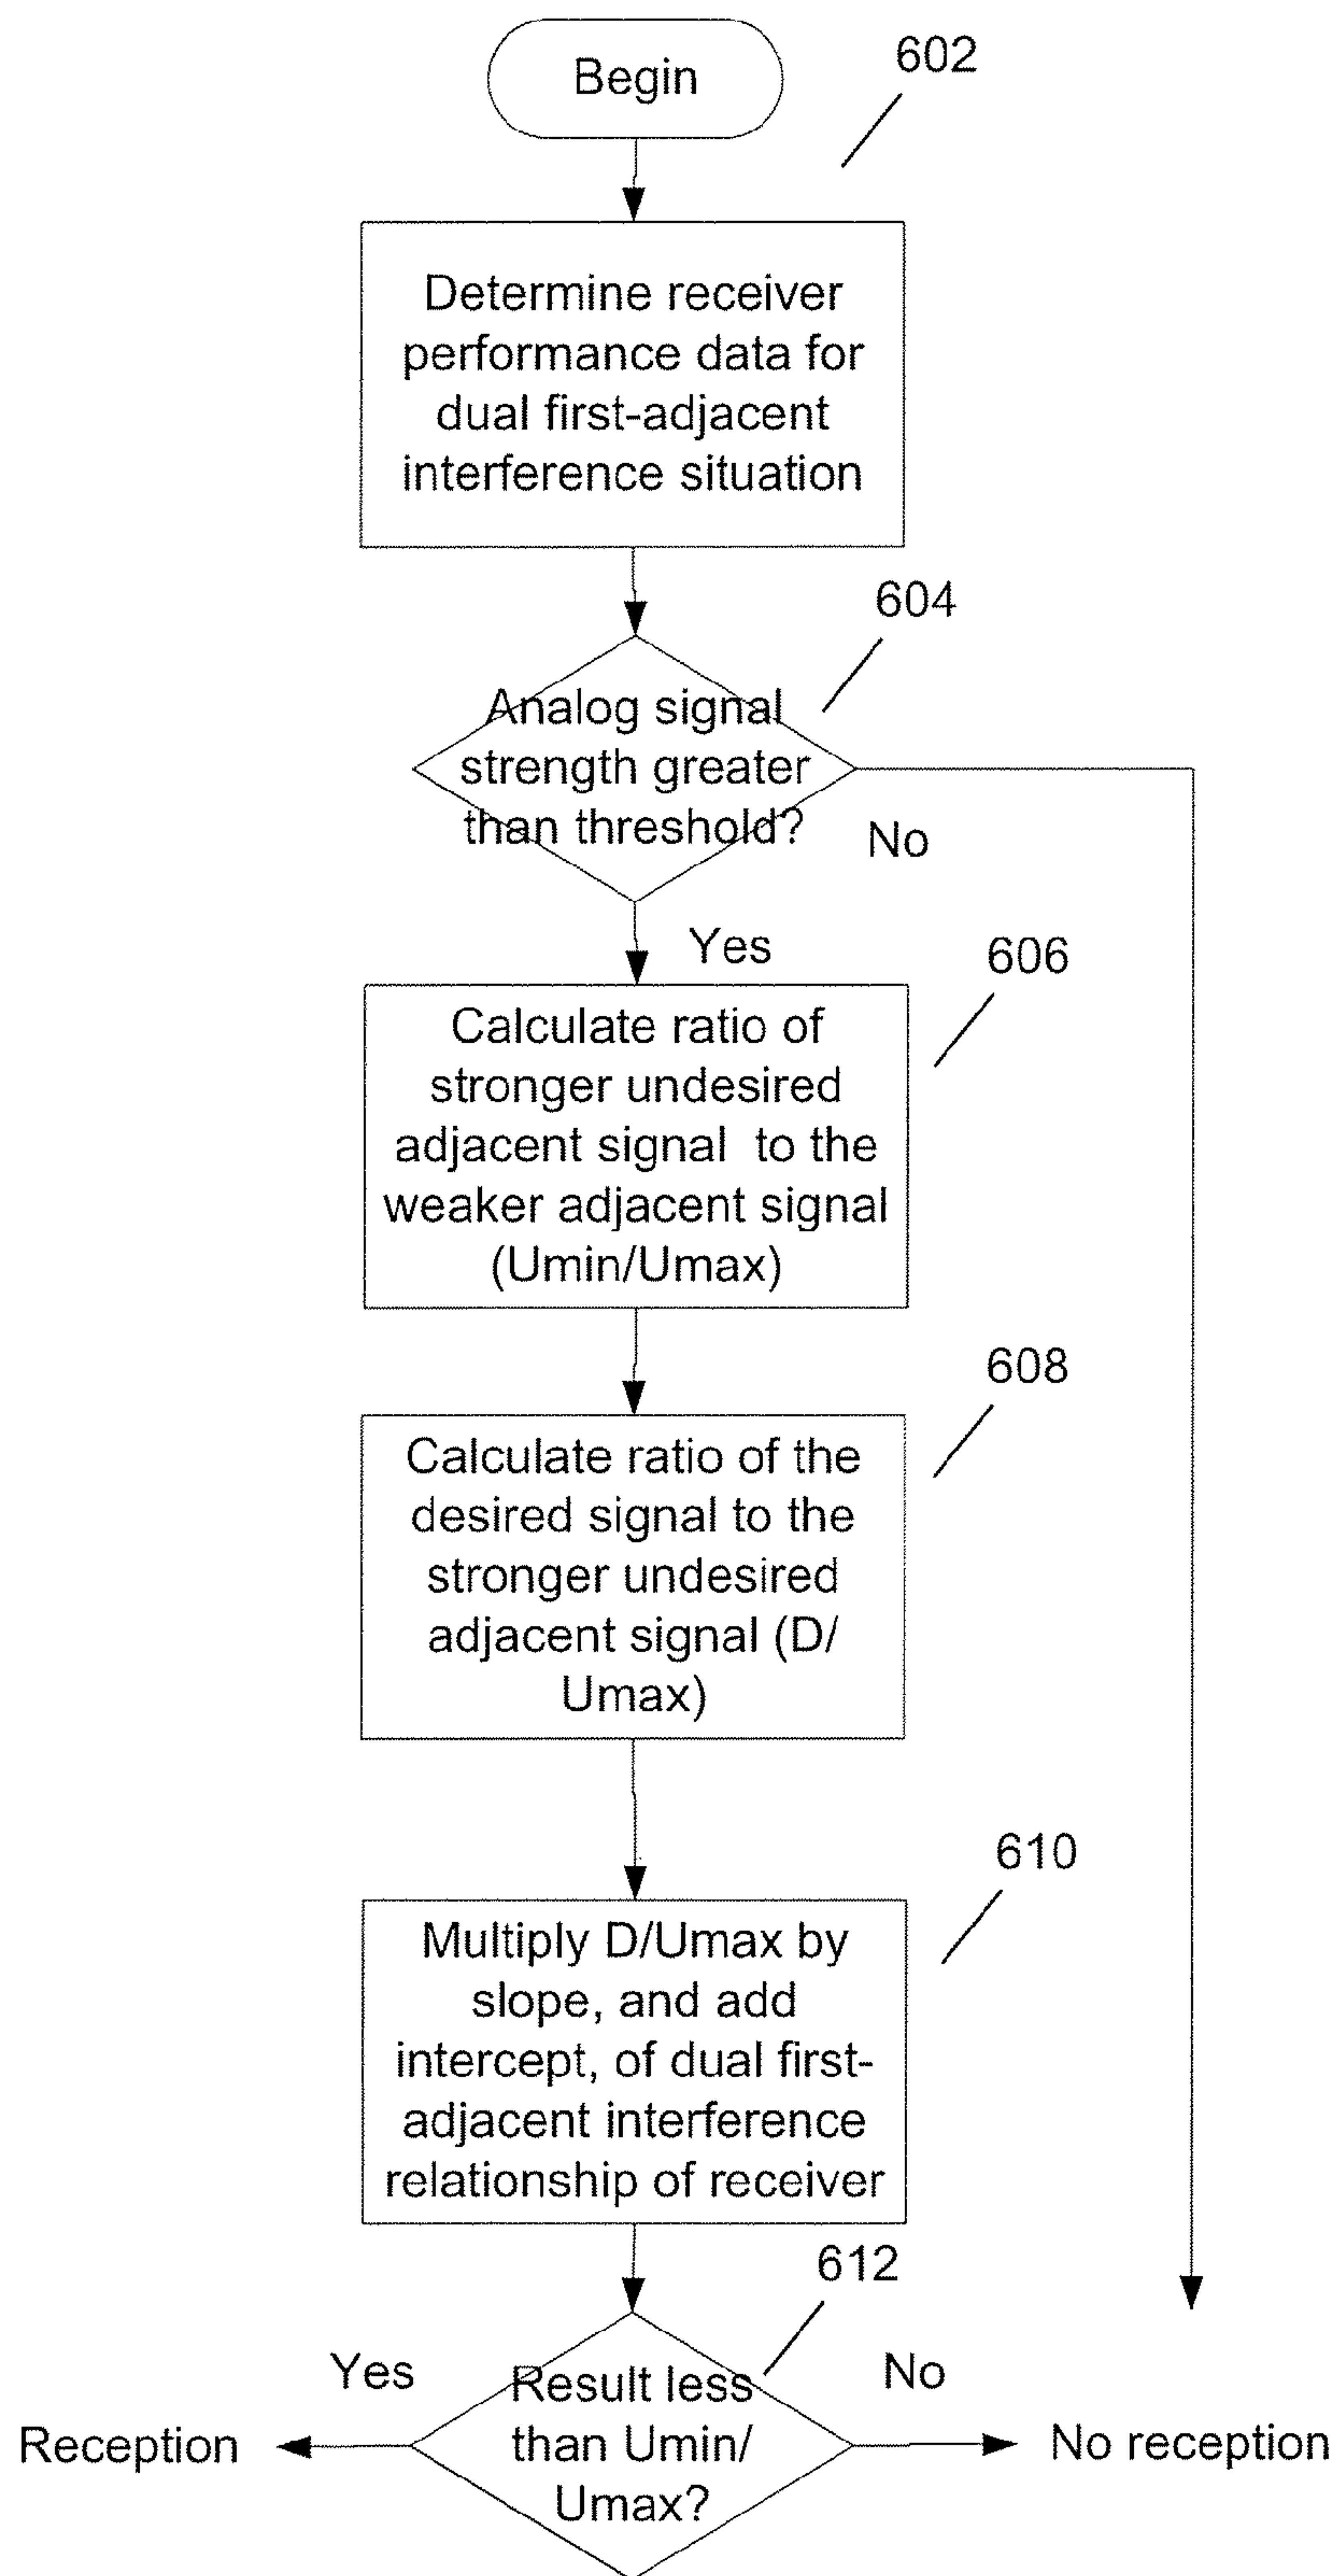 Begin
602
Determine receiver
performance data for
dual first-adjacent
interference situation
604
Analog signal
strength greater
than threshold?
No
Yes
606
Calculate ratio of
stronger undesired
adjacent signal to the
weaker adjacent signal
(Umin/Umax)
608
Calculate ratio of the
desired signal to the
stronger undesired
adjacent signal (D/
Umax)
610
Multiply D/Umax by
slope, and add
intercept, of dual first-
adjacent interference
relationship of receiver
612
Yes
Result less
than Umin/
Umax?
No
Reception
No reception